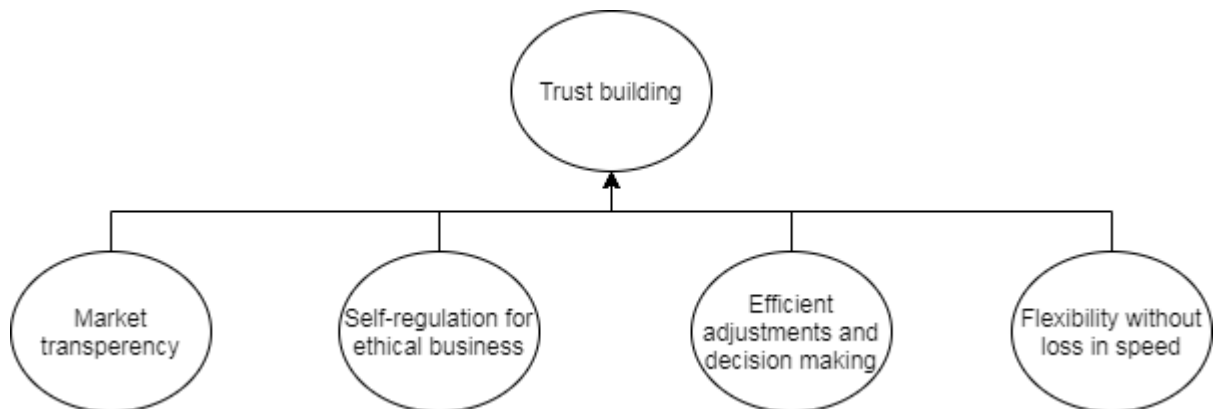 Trust building
Market
transperency
Self-regulation for
ethical business
Efficient
adjustments and
decision making
Flexibility without
loss in speed